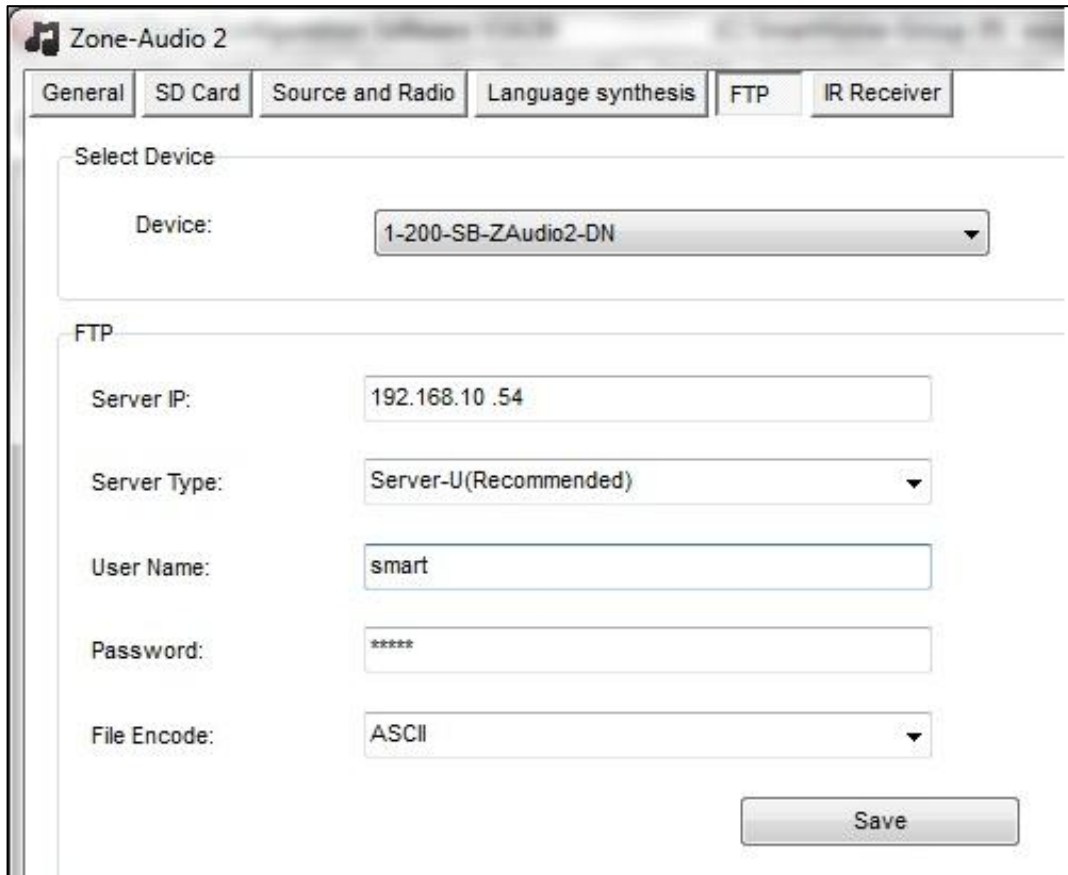 Zone-Audio 2
General SD Card Source and Radio Language synthesis FTP IR Receiver
Select Device
Device: 1-200-SB-ZAudio2-DN
FTP
Server IP: 192.168.10 .54
Server Type: Server-U(Recommended)
User Name: smart
Password: *****
File Encode: ASCII
Save